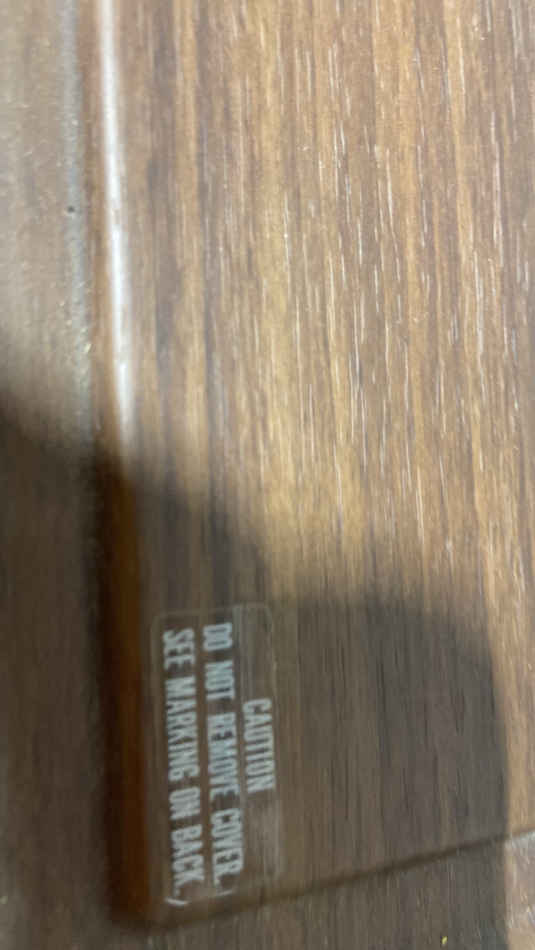 CAUTION
DO NOT REMOVE COVER.
SEE MARKING ON BACK.